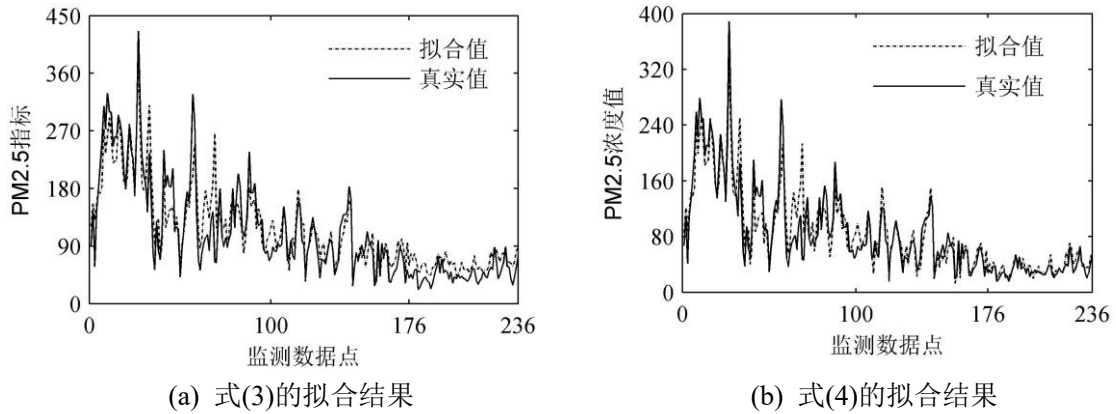 450
360
270
180
90
0
PM2.5指标
拟合值
真实值
0
100
176
236
监测数据点
(a) 式(3)的拟合结果
400
320
240
160
80
0
PM2.5浓度值
拟合值
真实值
0
100
176
236
监测数据点
(b) 式(4)的拟合结果